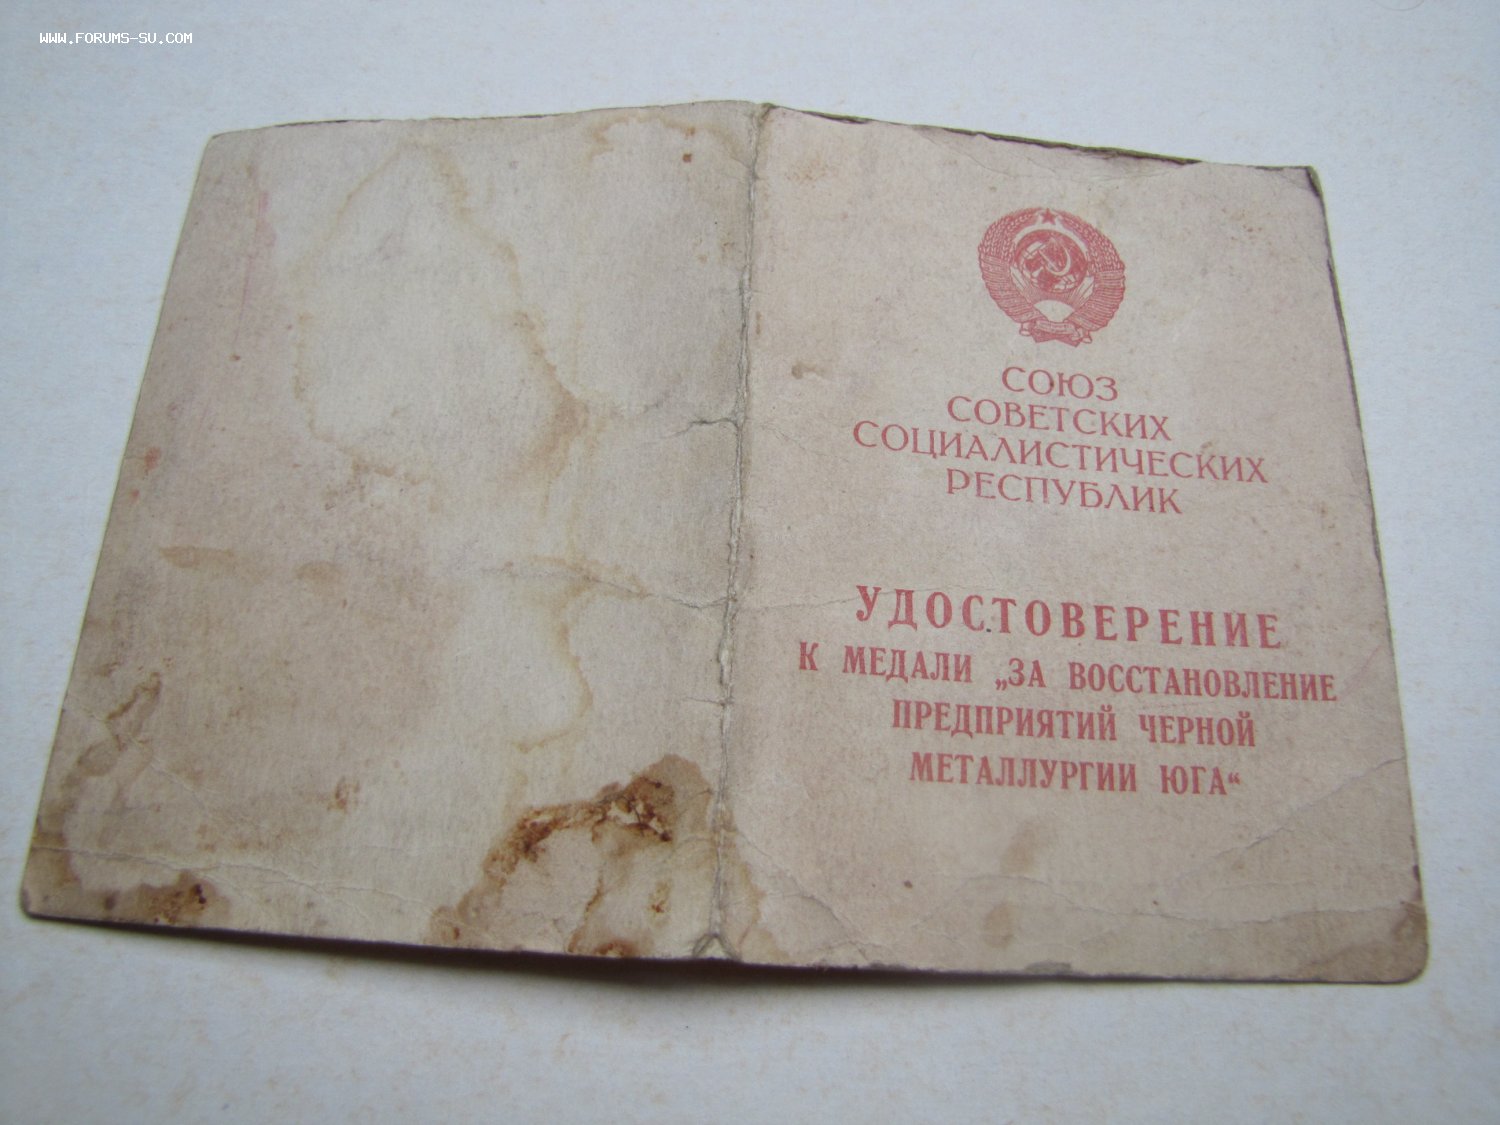 WWW.FORUMS-SU.COM
СОЮЗ
СОВЕТСКИХ
СОЦИАЛИСТИЧЕСКИХ
РЕСПУБЛИК
УДОСТОВЕРЕНИЕ
К МЕДАЛИ „ЗА ВОССТАНОВЛЕНИЕ
ПРЕДПРИЯТИЙ ЧЕРНОЙ
МЕТАЛЛУРГИИ ЮГА“